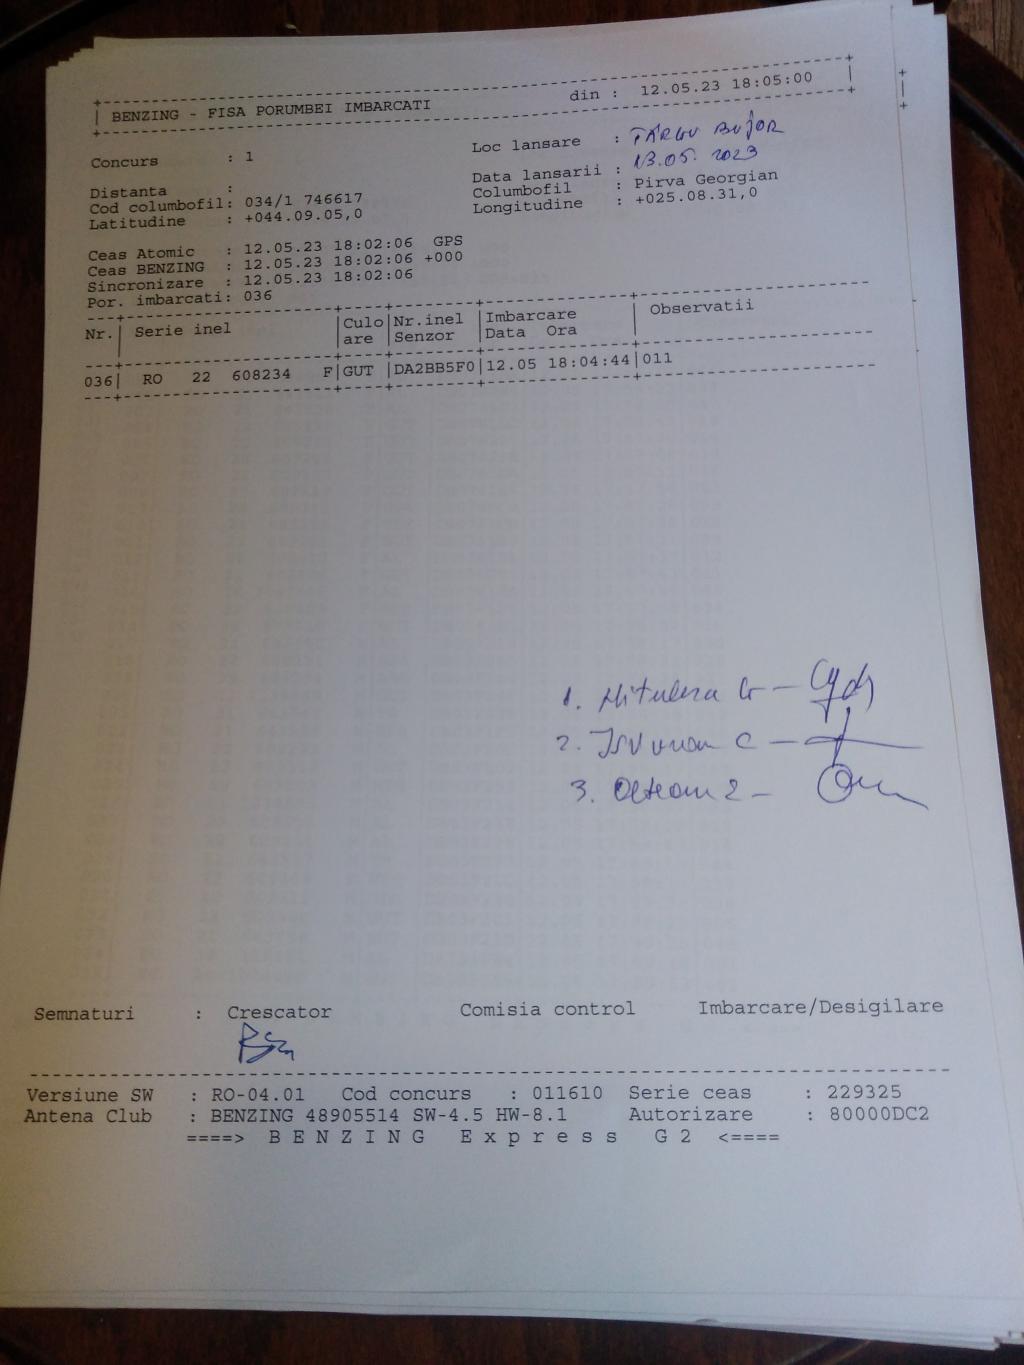 BENZING - FISA PORUMBEI IMBARCATI din : 12.05.23 18:05:00
Concurs : 1 Loc lansare : TÂRGU BUJOR
Data lansarii : 13.05. 2023
Distanta : Columbofil : Pirva Georgian
Cod columbofil: 034/1 746617 Longitudine : +025.08.31,0
Latitudine : +044.09.05,0
Ceas Atomic : 12.05.23 18:02:06 GPS
Ceas BENZING : 12.05.23 18:02:06 +000
Sincronizare : 12.05.23 18:02:06
Por. imbarcati: 036
Nr.| Serie inel |Culo|Nr.inel |Imbarcare | Observatii
| |are |Senzor |Data Ora |
036| RO 22 608234 F|GUT |DA2BB5F0|12.05 18:04:44|011
1. Mitulera G -
2. C -
3. Oltean 2 -
Semnaturi : Crescator Comisia control Imbarcare/Desigilare
Versiune SW : RO-04.01 Cod concurs : 011610 Serie ceas : 229325
Antena Club : BENZING 48905514 SW-4.5 HW-8.1 Autorizare : 80000DC2
====> B E N Z I N G E x p r e s s G 2 <====